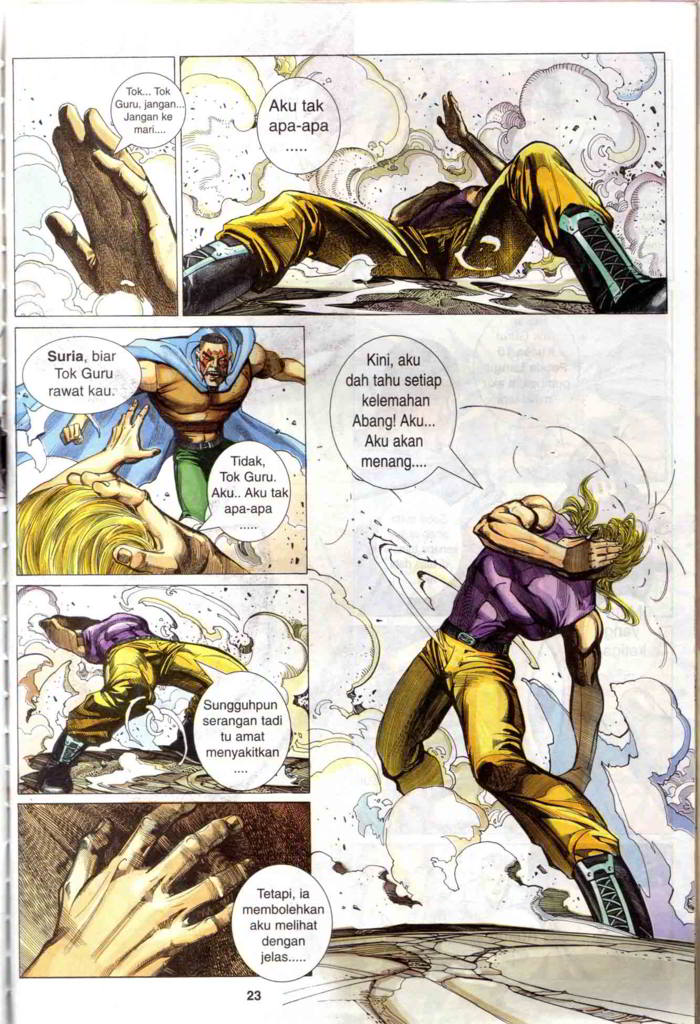 Tok... Tok
Guru, jangan...
Jangan ke
mari....
Aku tak
apa-apa
.....
Suria, biar
Tok Guru
rawat kau.
Tidak,
Tok Guru.
Aku.. Aku tak
apa-apa
.....
Sungguhpun
serangan tadi
tu amat
menyakitkan
....
Tetapi, ia
membolehkan
aku melihat
dengan
jelas.....
Kini, aku
dah tahu setiap
kelemahan
Abang! Aku...
Aku akan
menang....
23